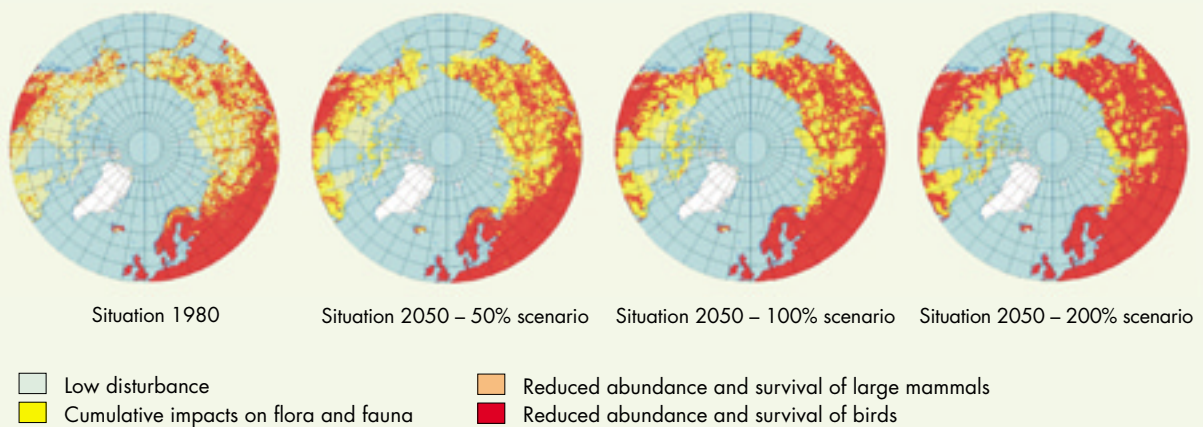 Situation 1980
Situation 2050 – 50% scenario
Situation 2050 – 100% scenario
Situation 2050 – 200% scenario
Low disturbance
Cumulative impacts on flora and fauna
Reduced abundance and survival of large mammals
Reduced abundance and survival of birds